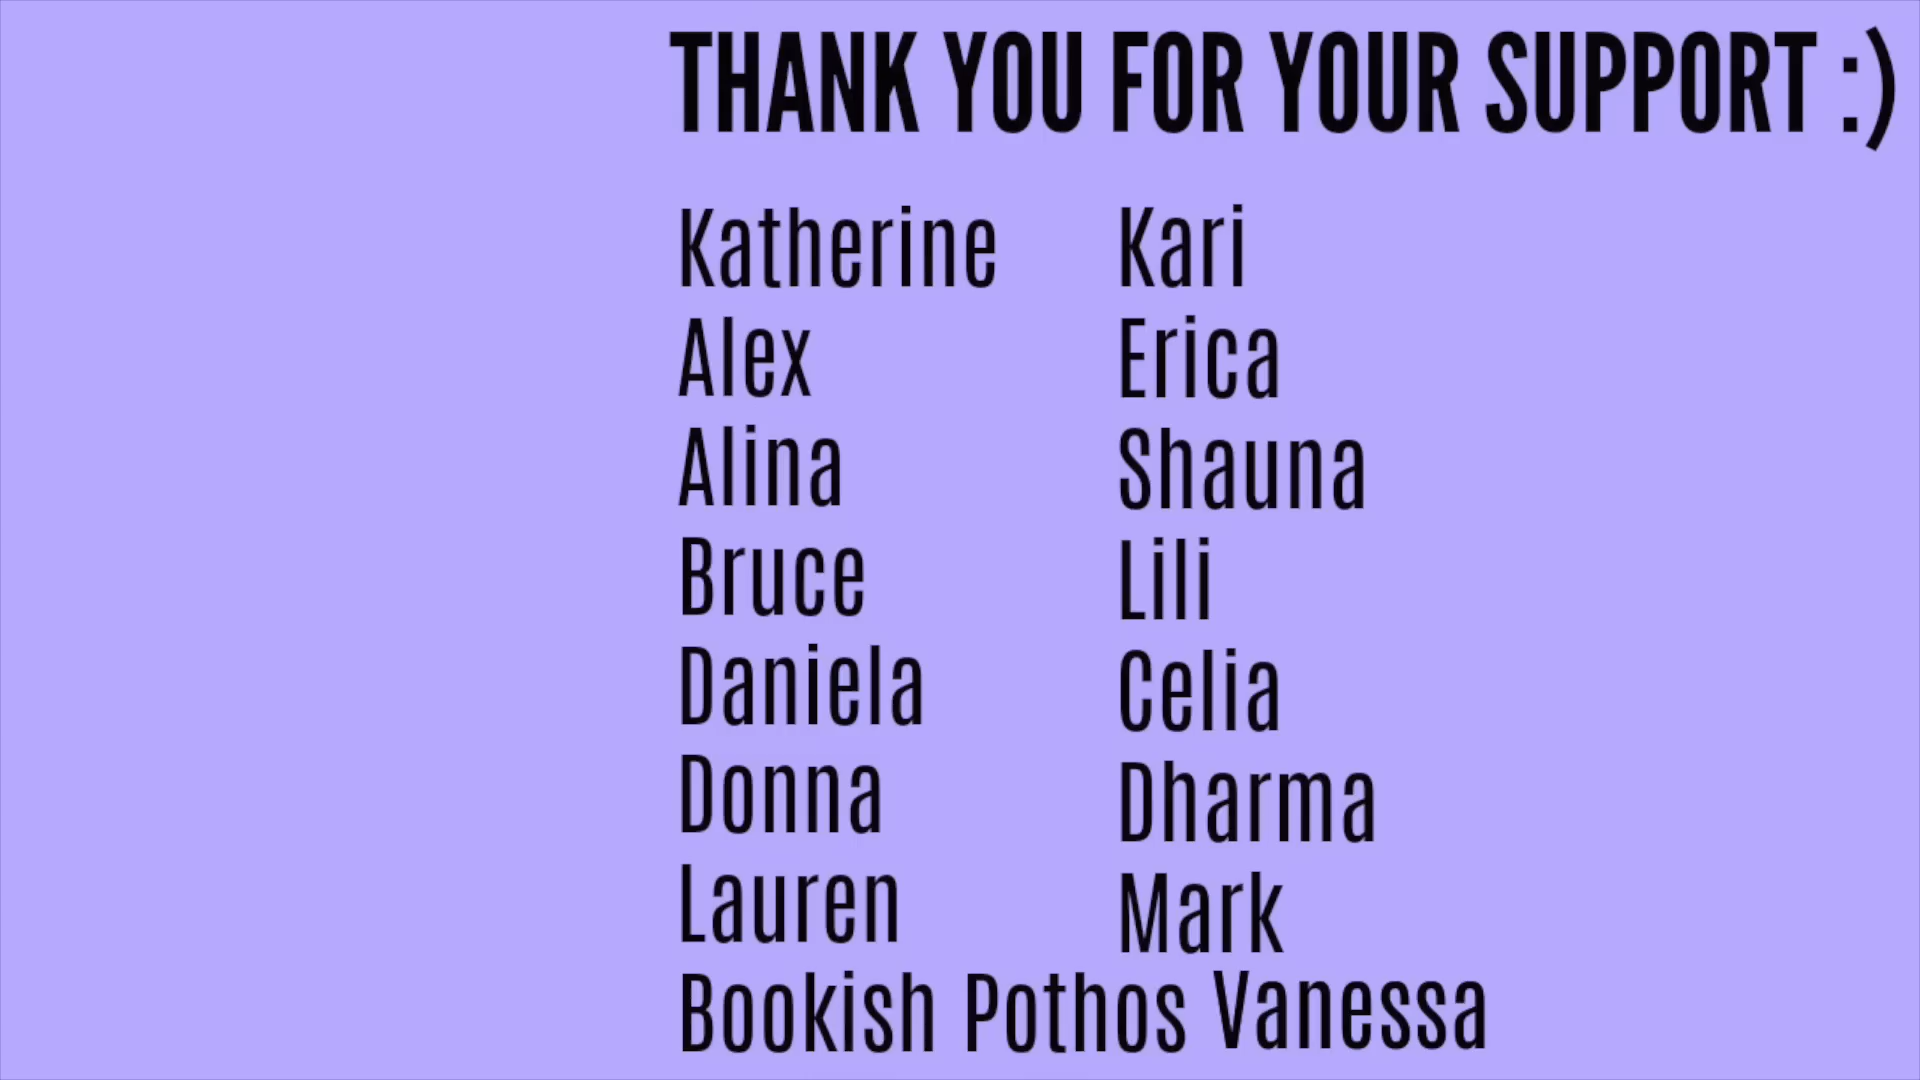 THANK YOU FOR YOUR SUPPORT :)
Katherine
Alex
Alina
Bruce
Daniela
Donna
Lauren
Bookish Pothos
Kari
Erica
Shauna
Lili
Celia
Dharma
Mark
Vanessa